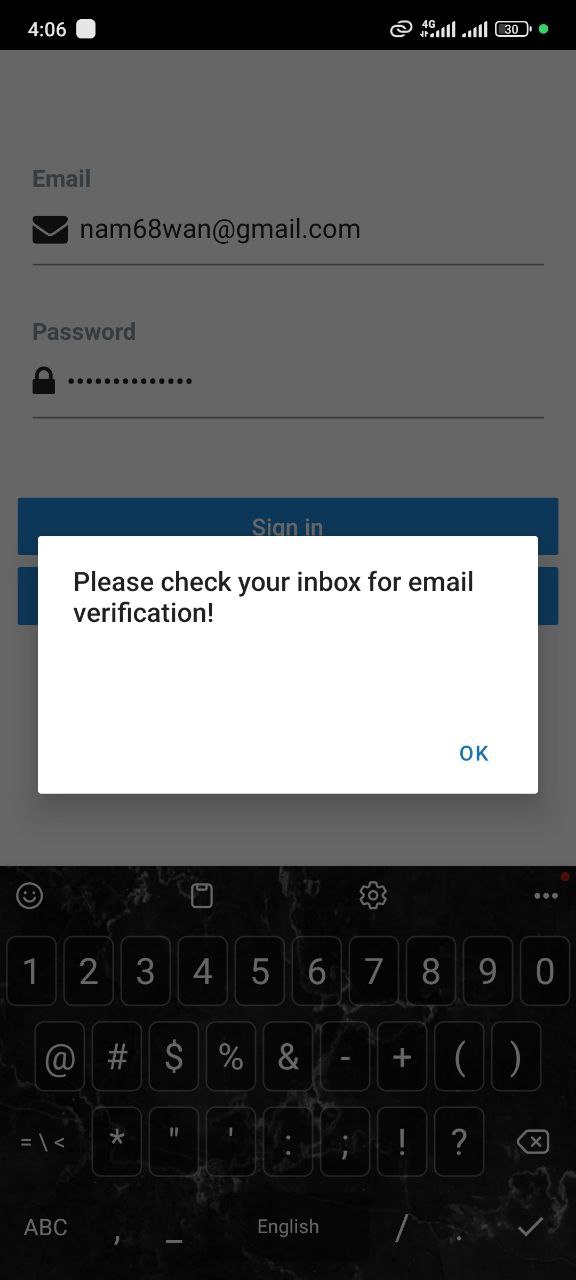 4:06 4G 30
Email
nam68wan@gmail.com
Password
••••••••••••••
Sign in
Please check your inbox for email
verification!
OK
1 2 3 4 5 6 7 8 9 0
@ # $ % & - + ( )
= \ < * " ' : ; ! ?
ABC , _ English / .